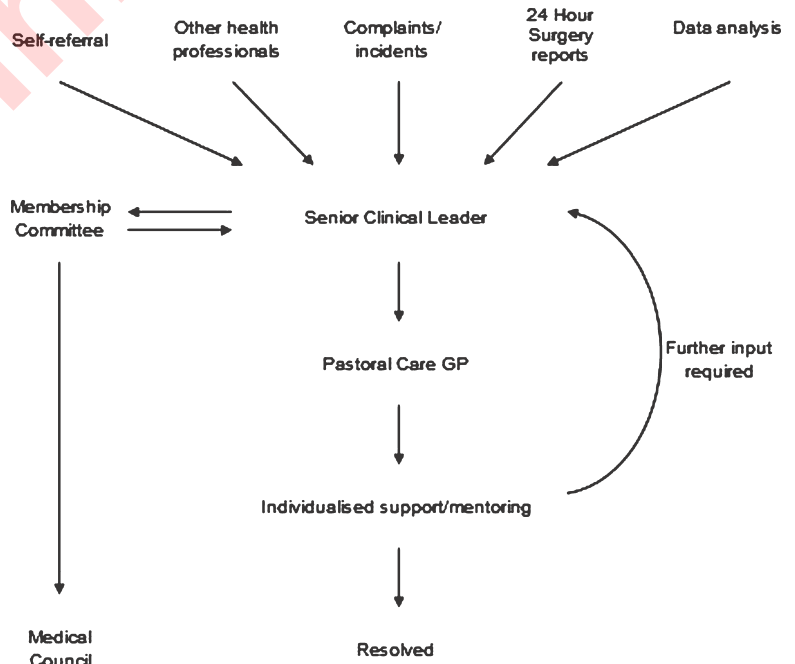 Self-referral
Other health
professionals
Complaints/
incidents
24 Hour
Surgery
reports
Data analysis
Membership
Committee
Senior Clinical Leader
Pastoral Care GP
Further input
required
Individualised support/mentoring
Medical
Council
Resolved